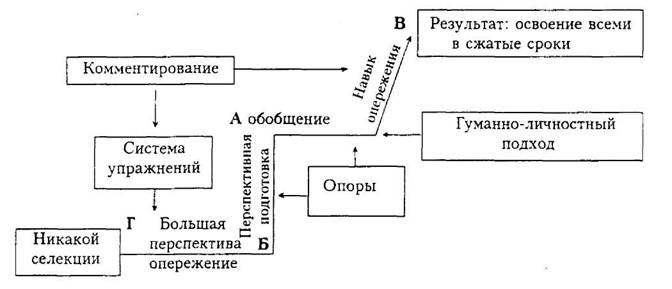 В
Результат: освоение всеми
в сжатые сроки
Комментирование
Навык
опережения
А обобщение
Гуманно-личностный
подход
Система
упражнений
Перспективная
подготовка
Опоры
Г
Большая
перспектива
опережение
Б
Никакой
селекции